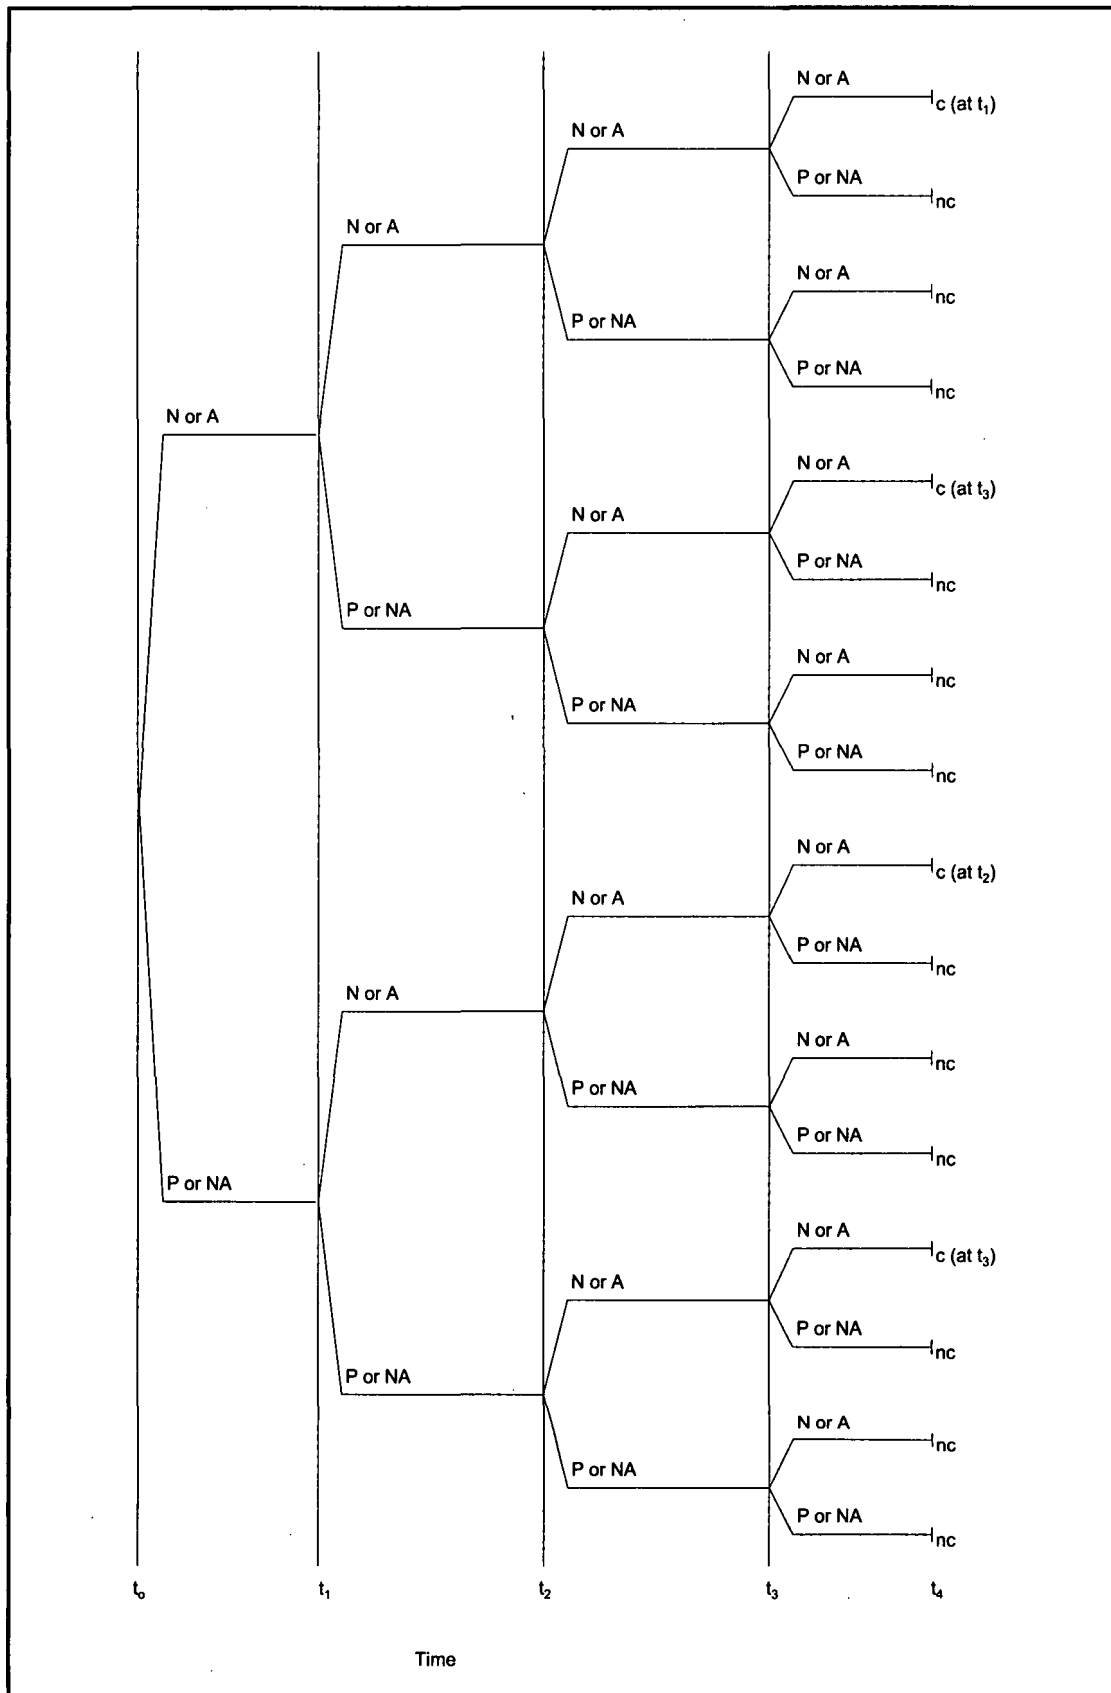 N or A
c (at t₁)
N or A
P or NA
nc
N or A
N or A
nc
P or NA
P or NA
nc
N or A
N or A
c (at t₃)
N or A
P or NA
nc
P or NA
N or A
nc
P or NA
P or NA
nc
N or A
c (at t₂)
N or A
P or NA
nc
N or A
N or A
nc
P or NA
P or NA
nc
P or NA
N or A
c (at t₃)
N or A
P or NA
nc
P or NA
N or A
nc
P or NA
P or NA
nc
t₀ t₁ t₂ t₃ t₄
Time